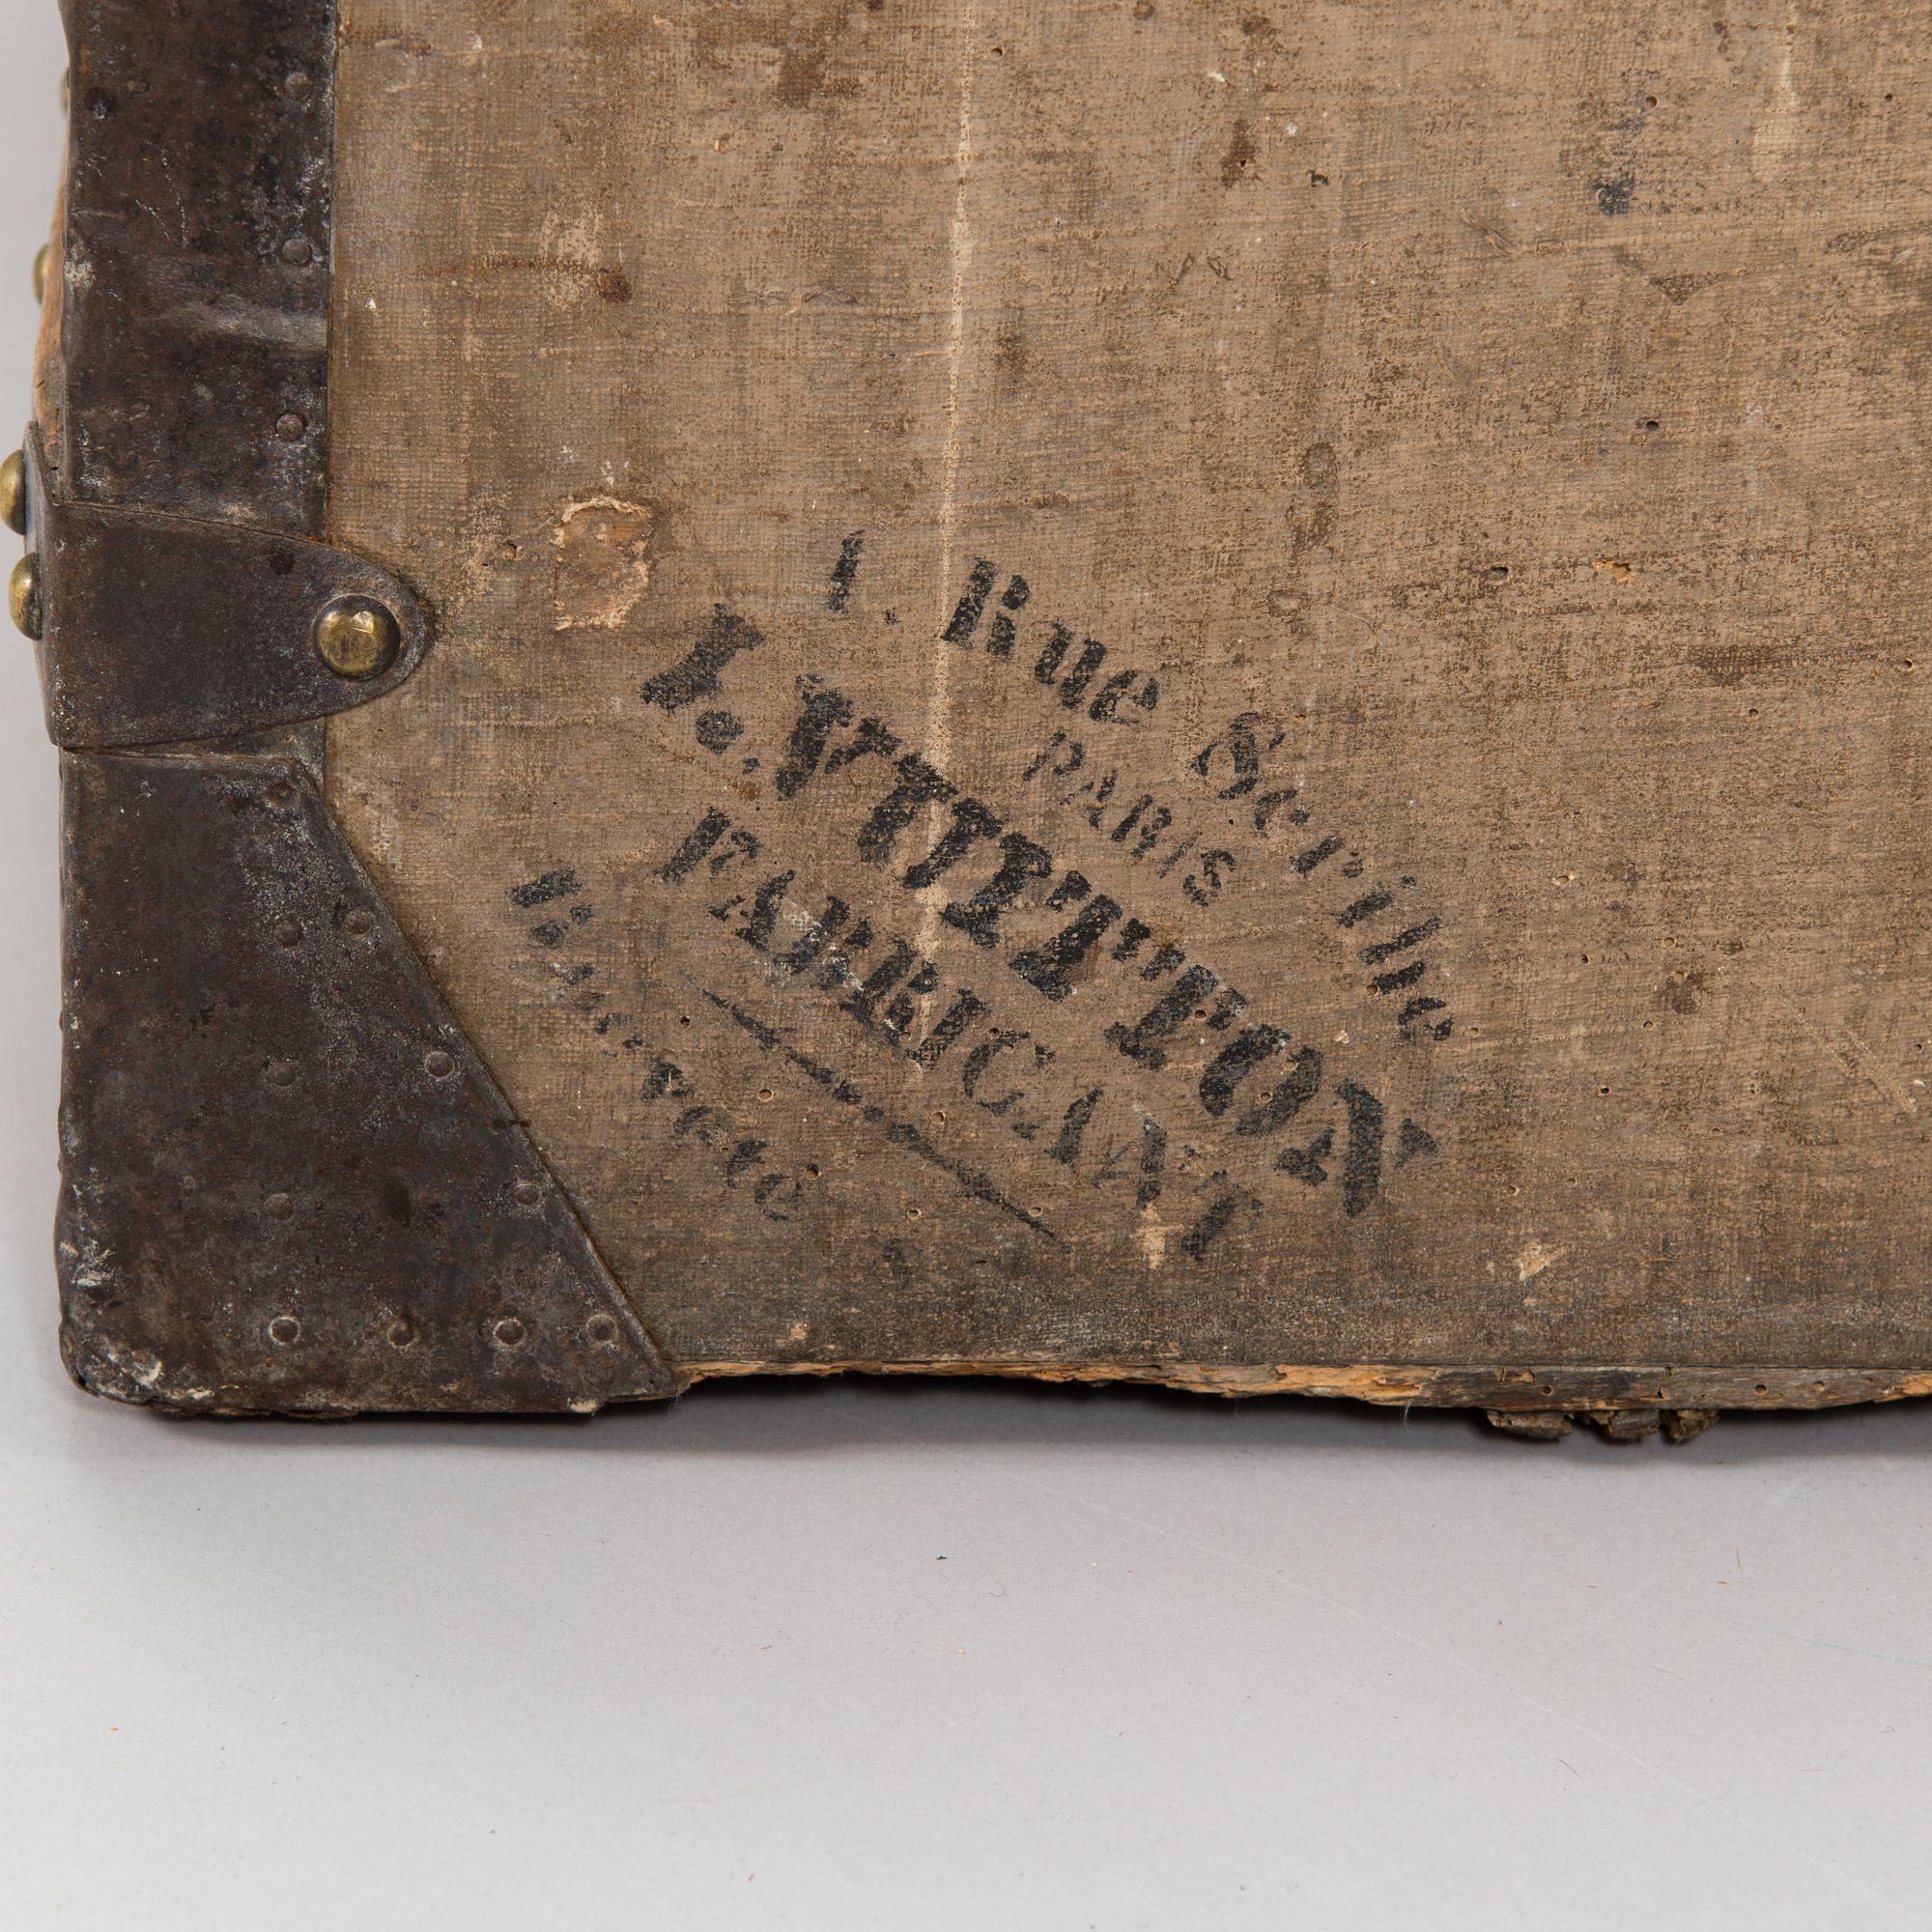 1. Rue Scribe
PARIS
L. VUITTON
FABRICANT